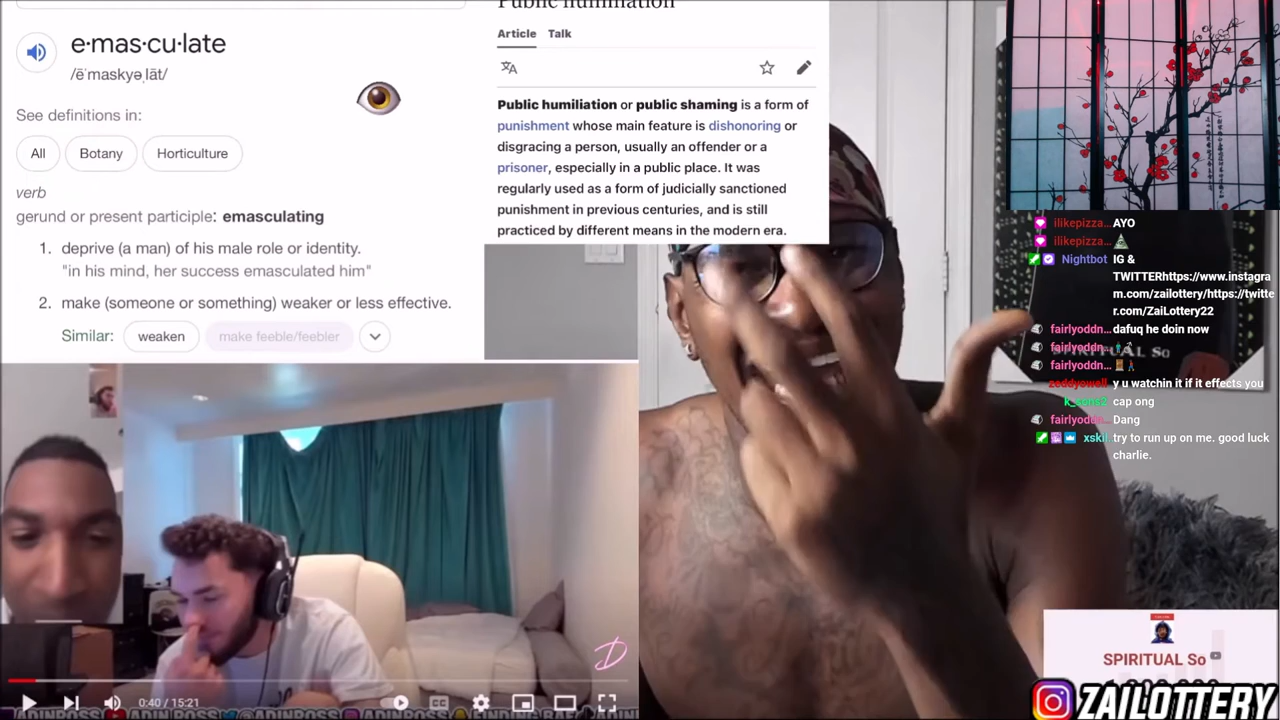 e·mas·cu·late
/ēˈmaskyəˌlāt/
See definitions in:
All
Botany
Horticulture
verb
gerund or present participle: emasculating
1. deprive (a man) of his male role or identity.
"in his mind, her success emasculated him"
2. make (someone or something) weaker or less effective.
Similar:
weaken
make feeble/feebler
Public humiliation
Article
Talk
Public humiliation or public shaming is a form of
punishment whose main feature is dishonoring or
disgracing a person, usually an offender or a
prisoner, especially in a public place. It was
regularly used as a form of judicially sanctioned
punishment in previous centuries, and is still
practiced by different means in the modern era.
ilikepizza... AYO
ilikepizza...
Nightbot IG &
TWITTERhttps://www.instagra
m.com/zailottery/https://twitte
r.com/ZaiLottery22
fairlyoddn... dafuq he doin now
fairlyoddn...
fairlyoddn...
y u watchin it if it effects you
cap ong
fairlyoddn... Dang
xskil try to run up on me. good luck
charlie.
SPIRITUAL So
SPIRITUAL So
ZAILOTTERY
0:40 / 15:21
CC
ADINROSS